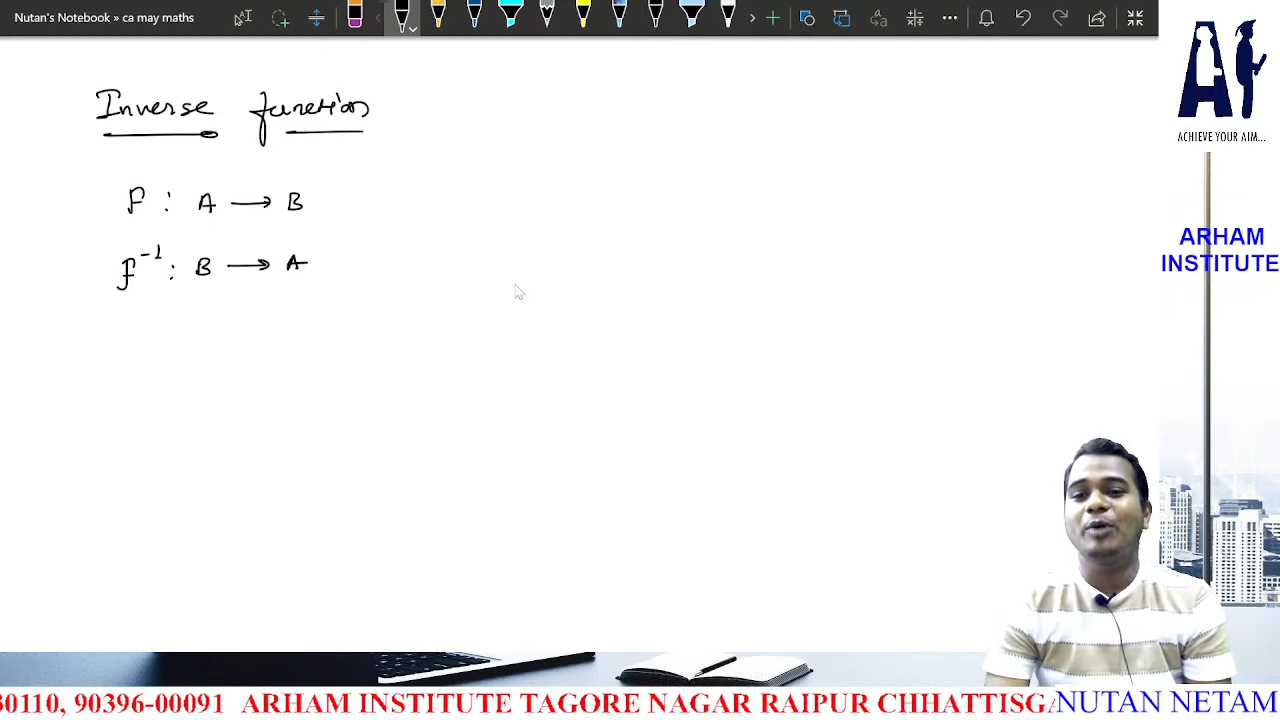 Nutan's Notebook » ca may maths
Inverse function
f : A → B
f⁻¹ : B → A
ACHIEVE YOUR AIM...
ARHAM
INSTITUTE
30110, 90396-00091 ARHAM INSTITUTE TAGORE NAGAR RAIPUR CHHATTISGA
NUTAN NETAM